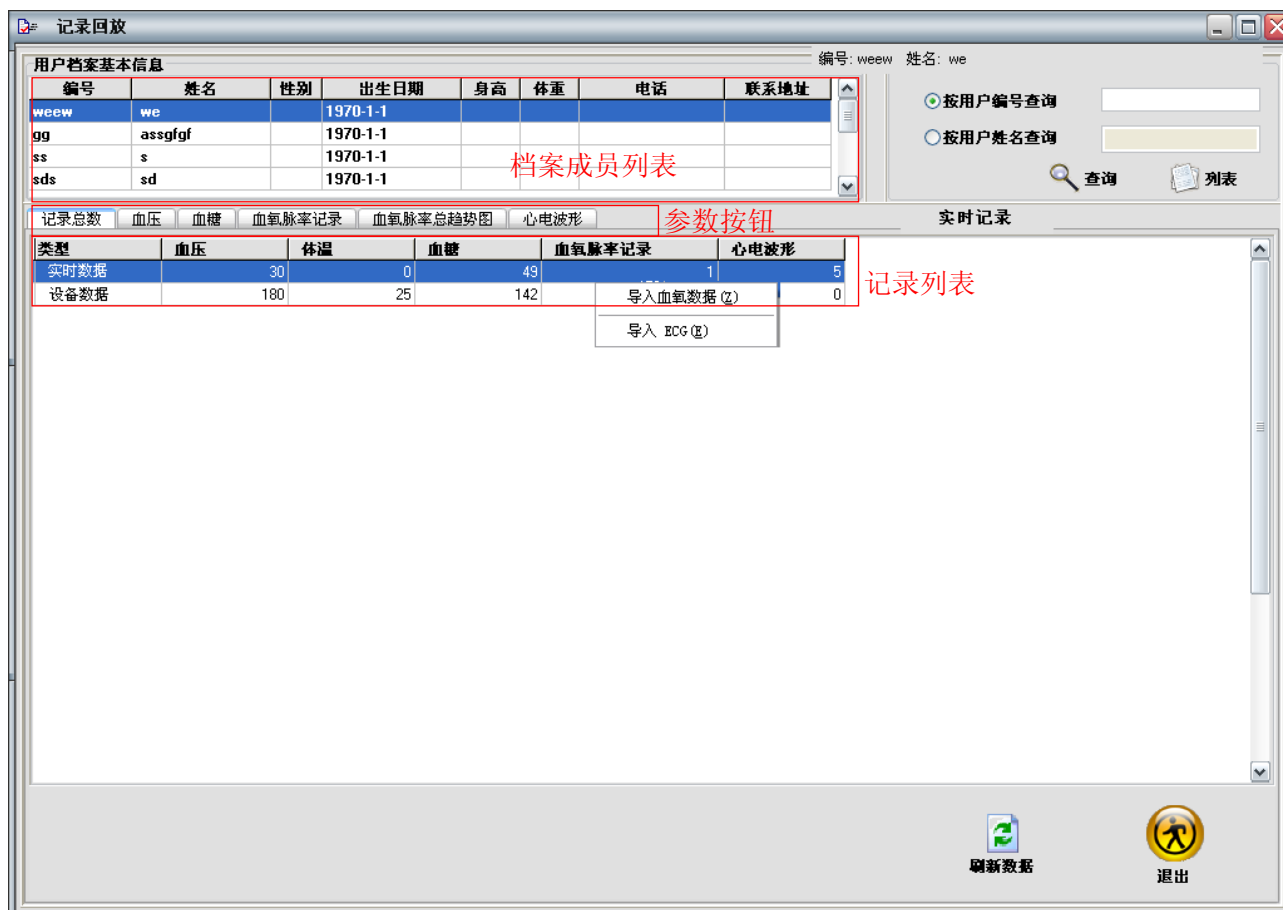 记录回放
用户档案基本信息
编号: weew 姓名: we
编号 姓名 性别 出生日期 身高 体重 电话 联系地址
weew we 1970-1-1
gg assgfgf 1970-1-1
ss s 1970-1-1
sds sd 1970-1-1
档案成员列表
按用户编号查询
按用户姓名查询
查询 列表
记录总数 血压 血糖 血氧脉率记录 血氧脉率总趋势图 心电波形
参数按钮
实时记录
类型 血压 体温 血糖 血氧脉率记录 心电波形
实时数据 30 0 49 1 5
设备数据 180 25 142 0
记录列表
导入血氧数据(Z)
导入 ECG(E)
刷新数据
退出